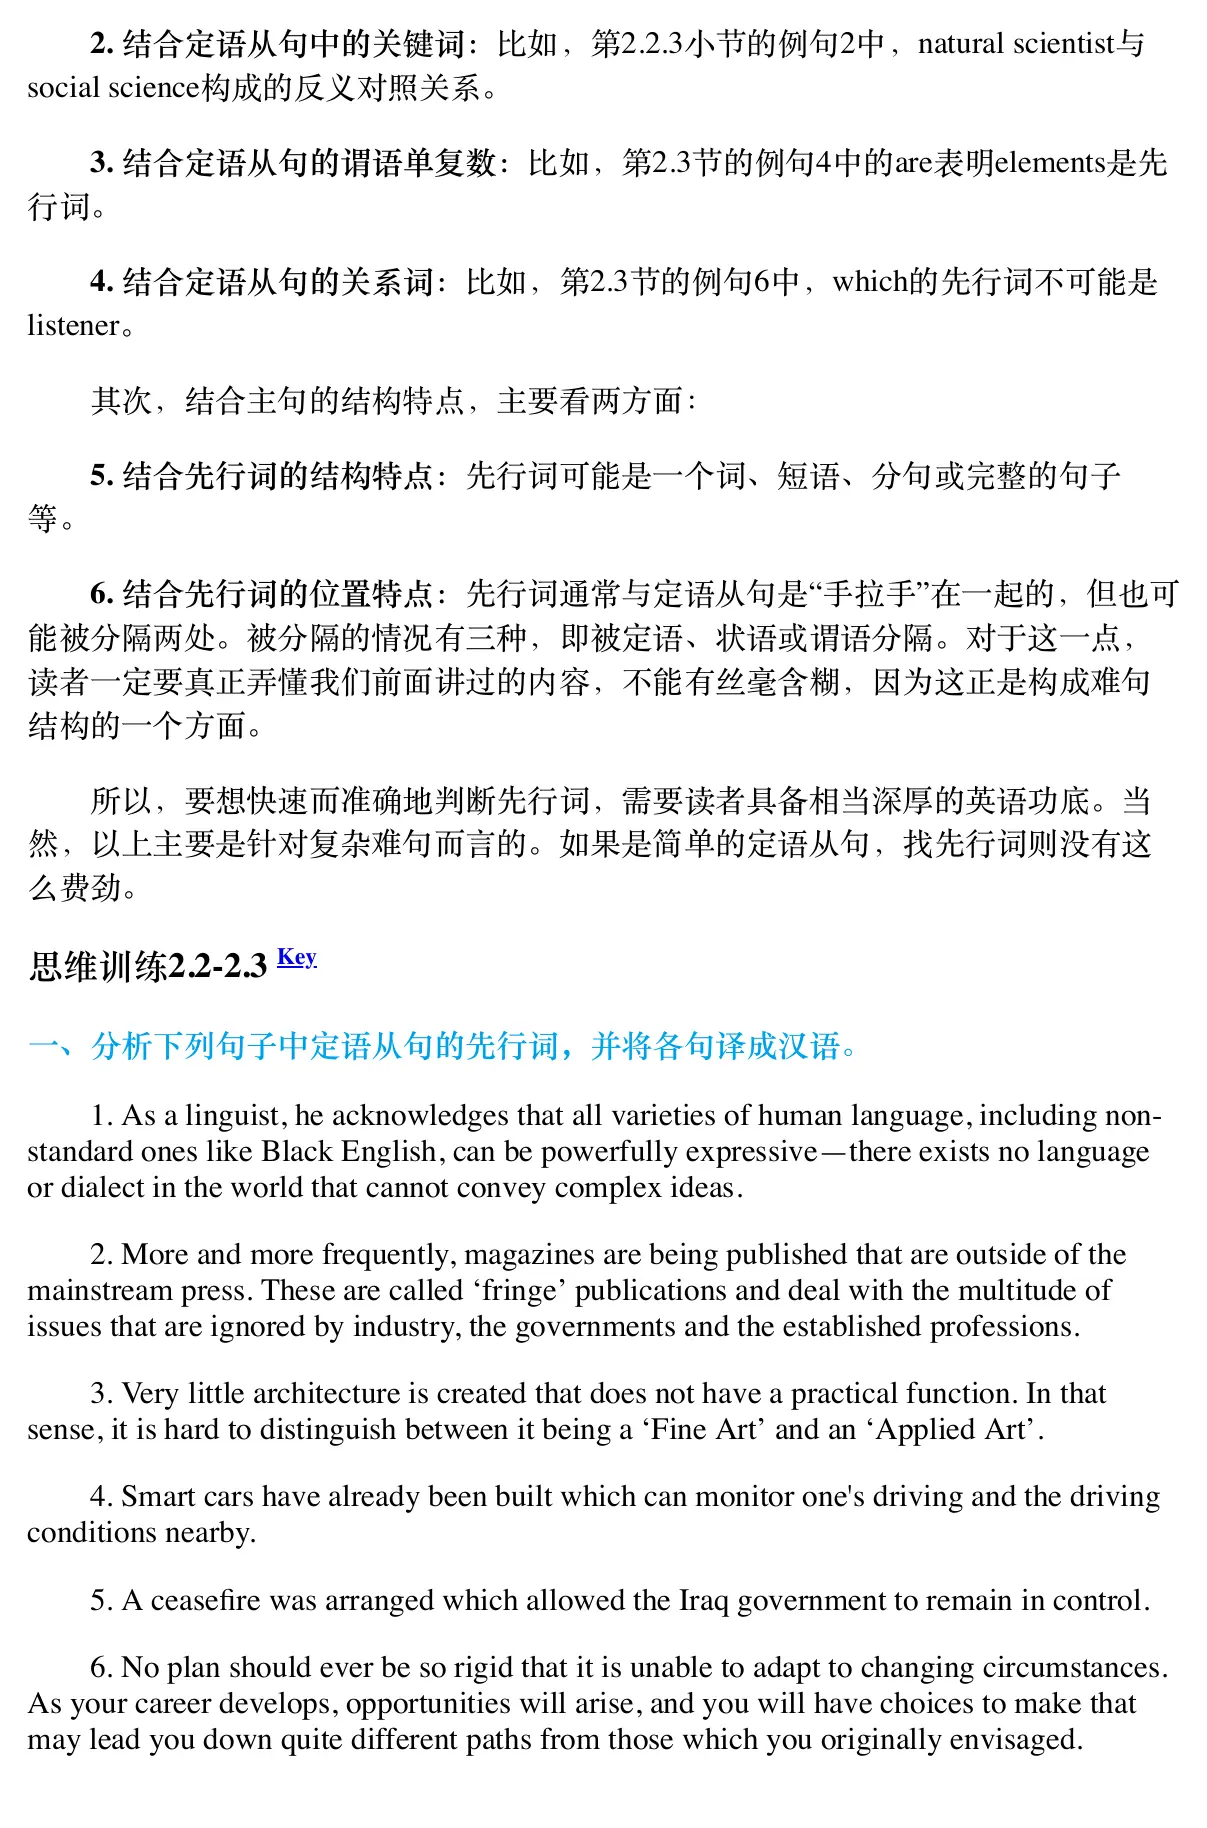 2. 结合定语从句中的关键词：比如，第2.2.3小节的例句2中，natural scientist与
social science构成的反义对照关系。
3. 结合定语从句的谓语单复数：比如，第2.3节的例句4中的are表明elements是先
行词。
4. 结合定语从句的关系词：比如，第2.3节的例句6中，which的先行词不可能是
listener。
其次，结合主句的结构特点，主要看两方面：
5. 结合先行词的结构特点：先行词可能是一个词、短语、分句或完整的句子
等。
6. 结合先行词的位置特点：先行词通常与定语从句是“手拉手”在一起的，但也可
能被分隔两处。被分隔的情况有三种，即被定语、状语或谓语分隔。对于这一点，
读者一定要真正弄懂我们前面讲过的内容，不能有丝毫含糊，因为这正是构成难句
结构的一个方面。
所以，要想快速而准确地判断先行词，需要读者具备相当深厚的英语功底。当
然，以上主要是针对复杂难句而言的。如果是简单的定语从句，找先行词则没有这
么费劲。
思维训练2.2-2.3 Key
一、分析下列句子中定语从句的先行词，并将各句译成汉语。
1. As a linguist, he acknowledges that all varieties of human language, including non-
standard ones like Black English, can be powerfully expressive—there exists no language
or dialect in the world that cannot convey complex ideas.
2. More and more frequently, magazines are being published that are outside of the
mainstream press. These are called ‘fringe’ publications and deal with the multitude of
issues that are ignored by industry, the governments and the established professions.
3. Very little architecture is created that does not have a practical function. In that
sense, it is hard to distinguish between it being a ‘Fine Art’ and an ‘Applied Art’.
4. Smart cars have already been built which can monitor one's driving and the driving
conditions nearby.
5. A ceasefire was arranged which allowed the Iraq government to remain in control.
6. No plan should ever be so rigid that it is unable to adapt to changing circumstances.
As your career develops, opportunities will arise, and you will have choices to make that
may lead you down quite different paths from those which you originally envisaged.